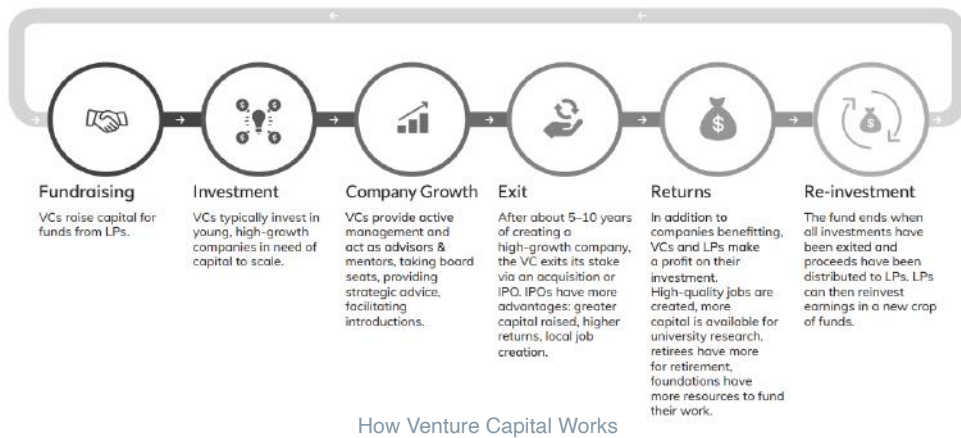 Fundraising
VCs raise capital for
funds from LPs.
Investment
VCs typically invest in
young, high-growth
companies in need of
capital to scale.
Company Growth
VCs provide active
management and
act as advisors &
mentors, taking board
seats, providing
strategic advice,
facilitating
introductions.
Exit
After about 5–10 years
of creating a
high-growth company,
the VC exits its stake
via an acquisition or
IPO. IPOs have more
advantages: greater
capital raised, higher
returns, local job
creation.
Returns
In addition to
companies benefitting,
VCs and LPs make
a profit on their
investment.
High-quality jobs are
created, more
capital is available for
university research,
retirees have more
for retirement,
foundations have
more resources to fund
their work.
Re-investment
The fund ends when
all investments have
been exited and
proceeds have been
distributed to LPs. LPs
can then reinvest
earnings in a new crop
of funds.
How Venture Capital Works